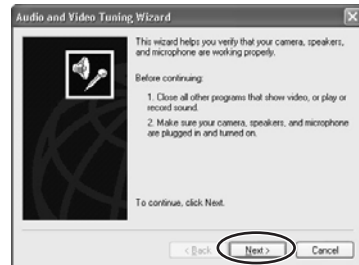 Audio and Video Tuning Wizard
This wizard helps you verify that your camera, speakers,
and microphone are working properly.
Before continuing:
1. Close all other programs that show video, or play or
record sound.
2. Make sure your camera, speakers, and microphone
are plugged in and turned on.
To continue, click Next.
< Back
Next >
Cancel